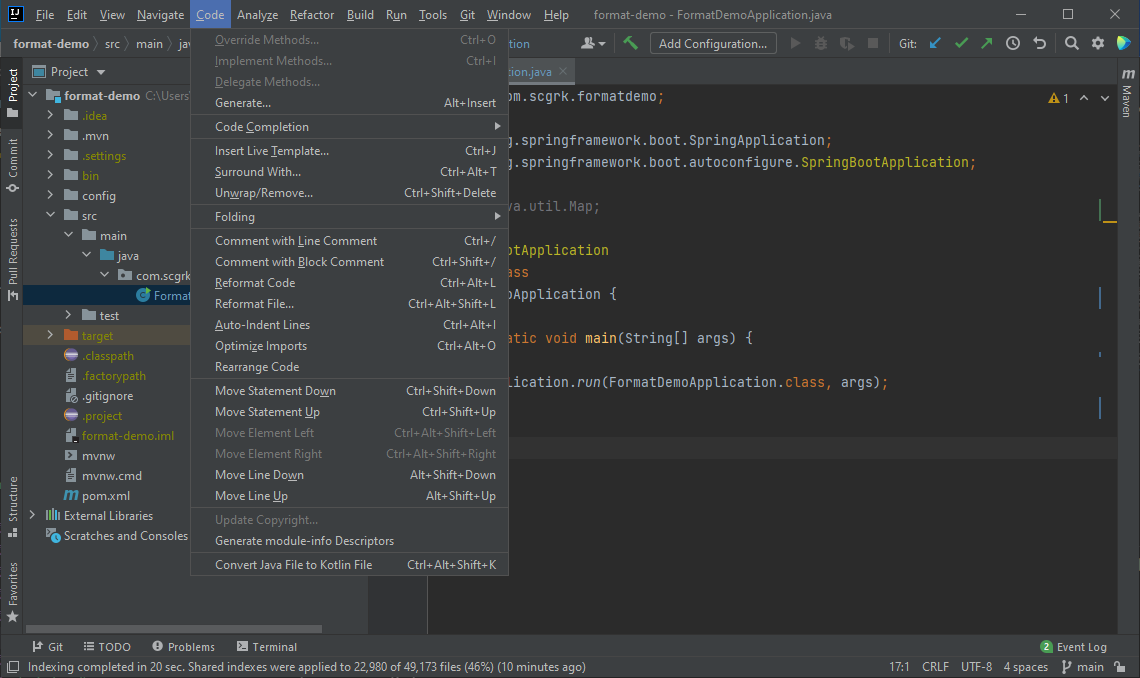 IJ File Edit View Navigate Code Analyze Refactor Build Run Tools Git Window Help format-demo - FormatDemoApplication.java
format-demo src main Add Configuration... Git:
Project
format-demo C:\Users
.idea
.mvn
.settings
bin
config
src
main
java
com.scgrk
Format
test
target
.classpath
.factorypath
.gitignore
.project
format-demo.iml
mvnw
mvnw.cmd
pom.xml
External Libraries
Scratches and Consoles
Project
Commit
Pull Requests
Structure
Favorites
Override Methods... Ctrl+O
Implement Methods... Ctrl+I
Delegate Methods...
Generate... Alt+Insert
Code Completion
Insert Live Template... Ctrl+J
Surround With... Ctrl+Alt+T
Unwrap/Remove... Ctrl+Shift+Delete
Folding
Comment with Line Comment Ctrl+/
Comment with Block Comment Ctrl+Shift+/
Reformat Code Ctrl+Alt+L
Reformat File... Ctrl+Alt+Shift+L
Auto-Indent Lines Ctrl+Alt+I
Optimize Imports Ctrl+Alt+O
Rearrange Code
Move Statement Down Ctrl+Shift+Down
Move Statement Up Ctrl+Shift+Up
Move Element Left Ctrl+Alt+Shift+Left
Move Element Right Ctrl+Alt+Shift+Right
Move Line Down Alt+Shift+Down
Move Line Up Alt+Shift+Up
Update Copyright...
Generate module-info Descriptors
Convert Java File to Kotlin File Ctrl+Alt+Shift+K
tion.java
om.scgrk.formatdemo;
g.springframework.boot.SpringApplication;
g.springframework.boot.autoconfigure.SpringBootApplication;
va.util.Map;
otApplication
ass
oApplication {
atic void main(String[] args) {
lication.run(FormatDemoApplication.class, args);
1
m Maven
Git TODO Problems Terminal 2 Event Log
Indexing completed in 20 sec. Shared indexes were applied to 22,980 of 49,173 files (46%) (10 minutes ago) 17:1 CRLF UTF-8 4 spaces main